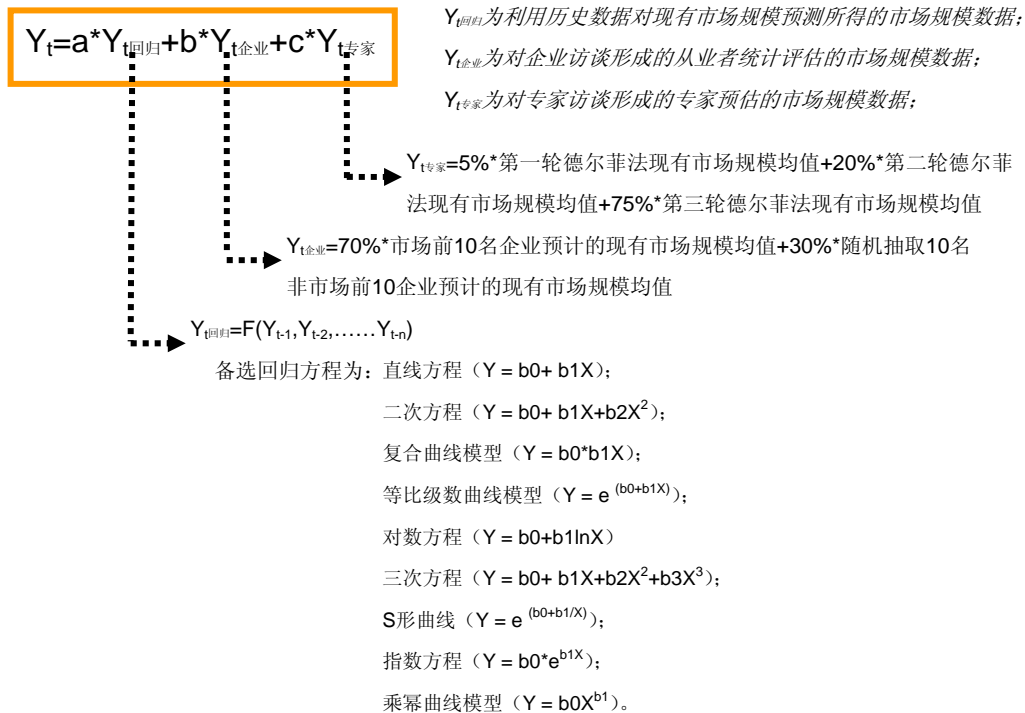 Yt=a*Yt回归+b*Yt企业+c*Yt专家
Yt回归为利用历史数据对现有市场规模预测所得的市场规模数据；
Yt企业为对企业访谈形成的从业者统计评估的市场规模数据；
Yt专家为对专家访谈形成的专家预估的市场规模数据；
Yt专家=5%*第一轮德尔菲法现有市场规模均值+20%*第二轮德尔菲
法现有市场规模均值+75%*第三轮德尔菲法现有市场规模均值
Yt企业=70%*市场前10名企业预计的现有市场规模均值+30%*随机抽取10名
非市场前10企业预计的现有市场规模均值
Yt回归=F(Yt-1,Yt-2,……Yt-n)
备选回归方程为：直线方程（Y = b0+ b1X）；
二次方程（Y = b0+ b1X+b2X²）；
复合曲线模型（Y = b0*b1X）；
等比级数曲线模型（Y = e (b0+b1X)）；
对数方程（Y = b0+b1lnX）
三次方程（Y = b0+ b1X+b2X²+b3X³）；
S形曲线（Y = e (b0+b1/X)）；
指数方程（Y = b0*eb1X）；
乘幂曲线模型（Y = b0Xb1）。